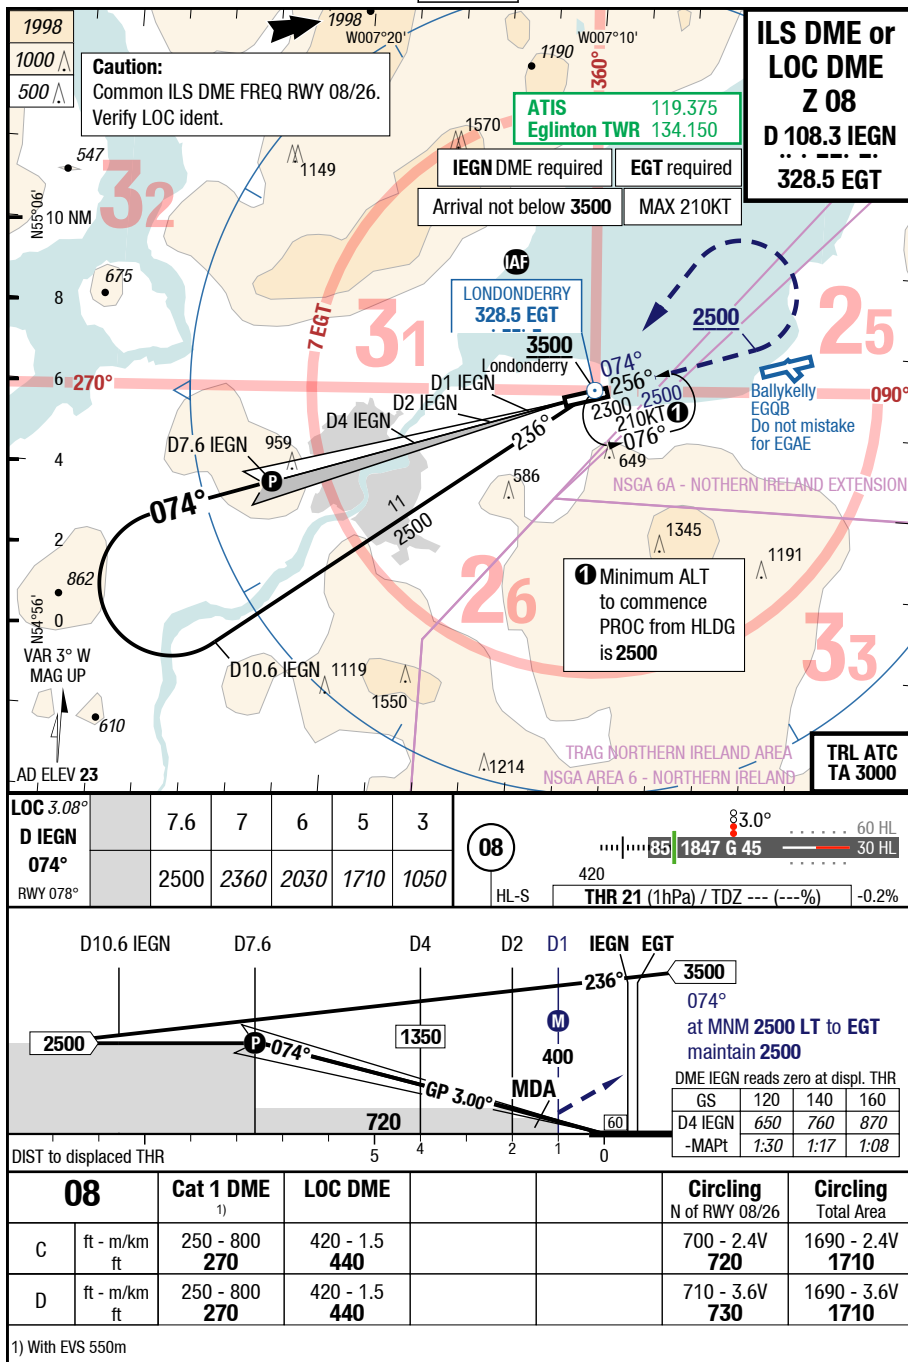 1998
1000
500
Caution:
Common ILS DME FREQ RWY 08/26.
Verify LOC ident.
1998
W007°20'
W007°10'
1190
360°
ILS DME or
LOC DME
Z 08
D 108.3 IEGN
328.5 EGT
ATIS 119.375
Eglinton TWR 134.150
1570
1149
547
32
IEGN DME required
EGT required
Arrival not below 3500
MAX 210KT
N55°06'
10 NM
675
8
IAF
LONDONDERRY
328.5 EGT
3500
Londonderry
7 EGT
31
25
2500
6
270°
D1 IEGN
D2 IEGN
D4 IEGN
074°
256°
2500
2300
210KT 1
076°
090°
Ballykelly
EGQB
Do not mistake
for EGAE
D7.6 IEGN
959
236°
4
P
074°
649
586
NSGA 6A - NOTHERN IRELAND EXTENSION
11
2500
2
1345
1191
862
26
1 Minimum ALT
to commence
PROC from HLDG
is 2500
0
N54°56'
33
VAR 3° W
MAG UP
D10.6 IEGN
1119
1550
610
AD ELEV 23
1214
TRAG NORTHERN IRELAND AREA
NSGA AREA 6 - NORTHERN IRELAND
TRL ATC
TA 3000
LOC 3.08°
D IEGN
074°
RWY 078°
7.6 7 6 5 3
2500 2360 2030 1710 1050
08
HL-S
3.0°
60 HL
85 1847 G 45
30 HL
420
THR 21 (1hPa) / TDZ --- (---%)
-0.2%
D10.6 IEGN D7.6 D4 D2 D1 IEGN EGT
236°
3500
074°
at MNM 2500 LT to EGT
maintain 2500
2500
P
074°
1350
M
400
GP 3.00°
MDA
720
60
DME IEGN reads zero at displ. THR
GS 120 140 160
D4 IEGN 650 760 870
-MAPt 1:30 1:17 1:08
DIST to displaced THR
5 4 2 1 0
08 Cat 1 DME 1) LOC DME Circling N of RWY 08/26 Circling Total Area
C ft - m/km 250 - 800 420 - 1.5 700 - 2.4V 1690 - 2.4V
ft 270 440 720 1710
D ft - m/km 250 - 800 420 - 1.5 710 - 3.6V 1690 - 3.6V
ft 270 440 730 1710
1) With EVS 550m